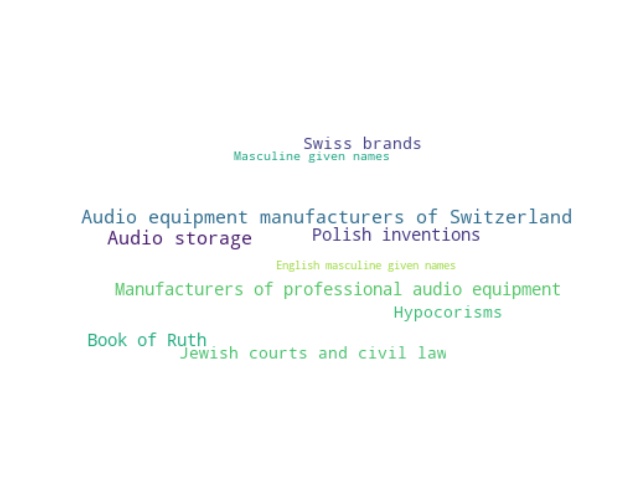 Swiss brands
Masculine given names
Audio equipment manufacturers of Switzerland
Polish inventions
Audio storage
English masculine given names
Manufacturers of professional audio equipment
Hypocorisms
Book of Ruth
Jewish courts and civil law